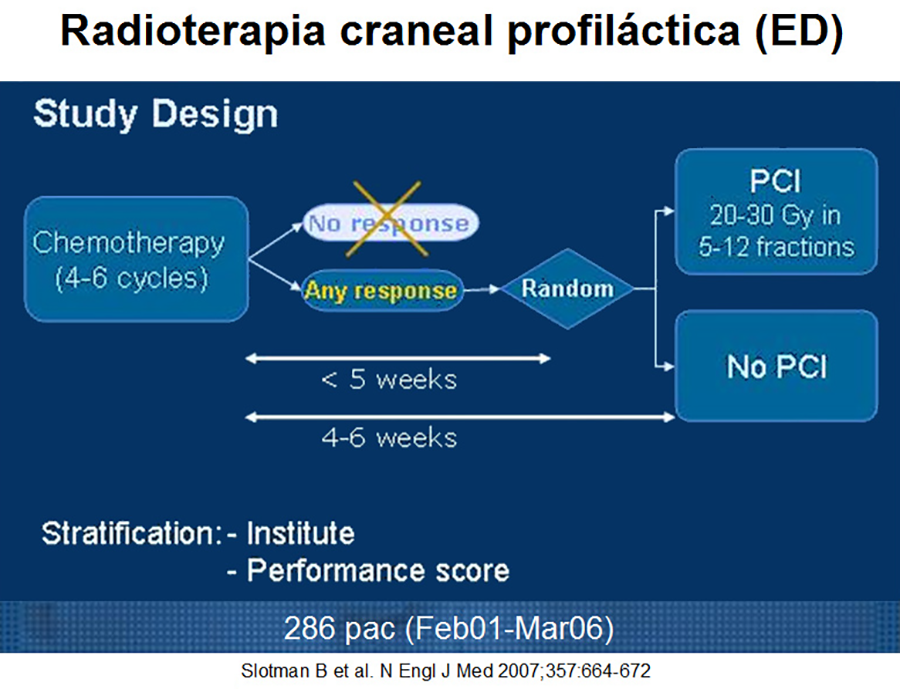 Radioterapia craneal profiláctica (ED)
Study Design
Chemotherapy
(4-6 cycles)
No response
Any response
Random
PCI
20-30 Gy in
5-12 fractions
No PCI
< 5 weeks
4-6 weeks
Stratification: - Institute
- Performance score
286 pac (Feb01-Mar06)
Slotman B et al. N Engl J Med 2007;357:664-672